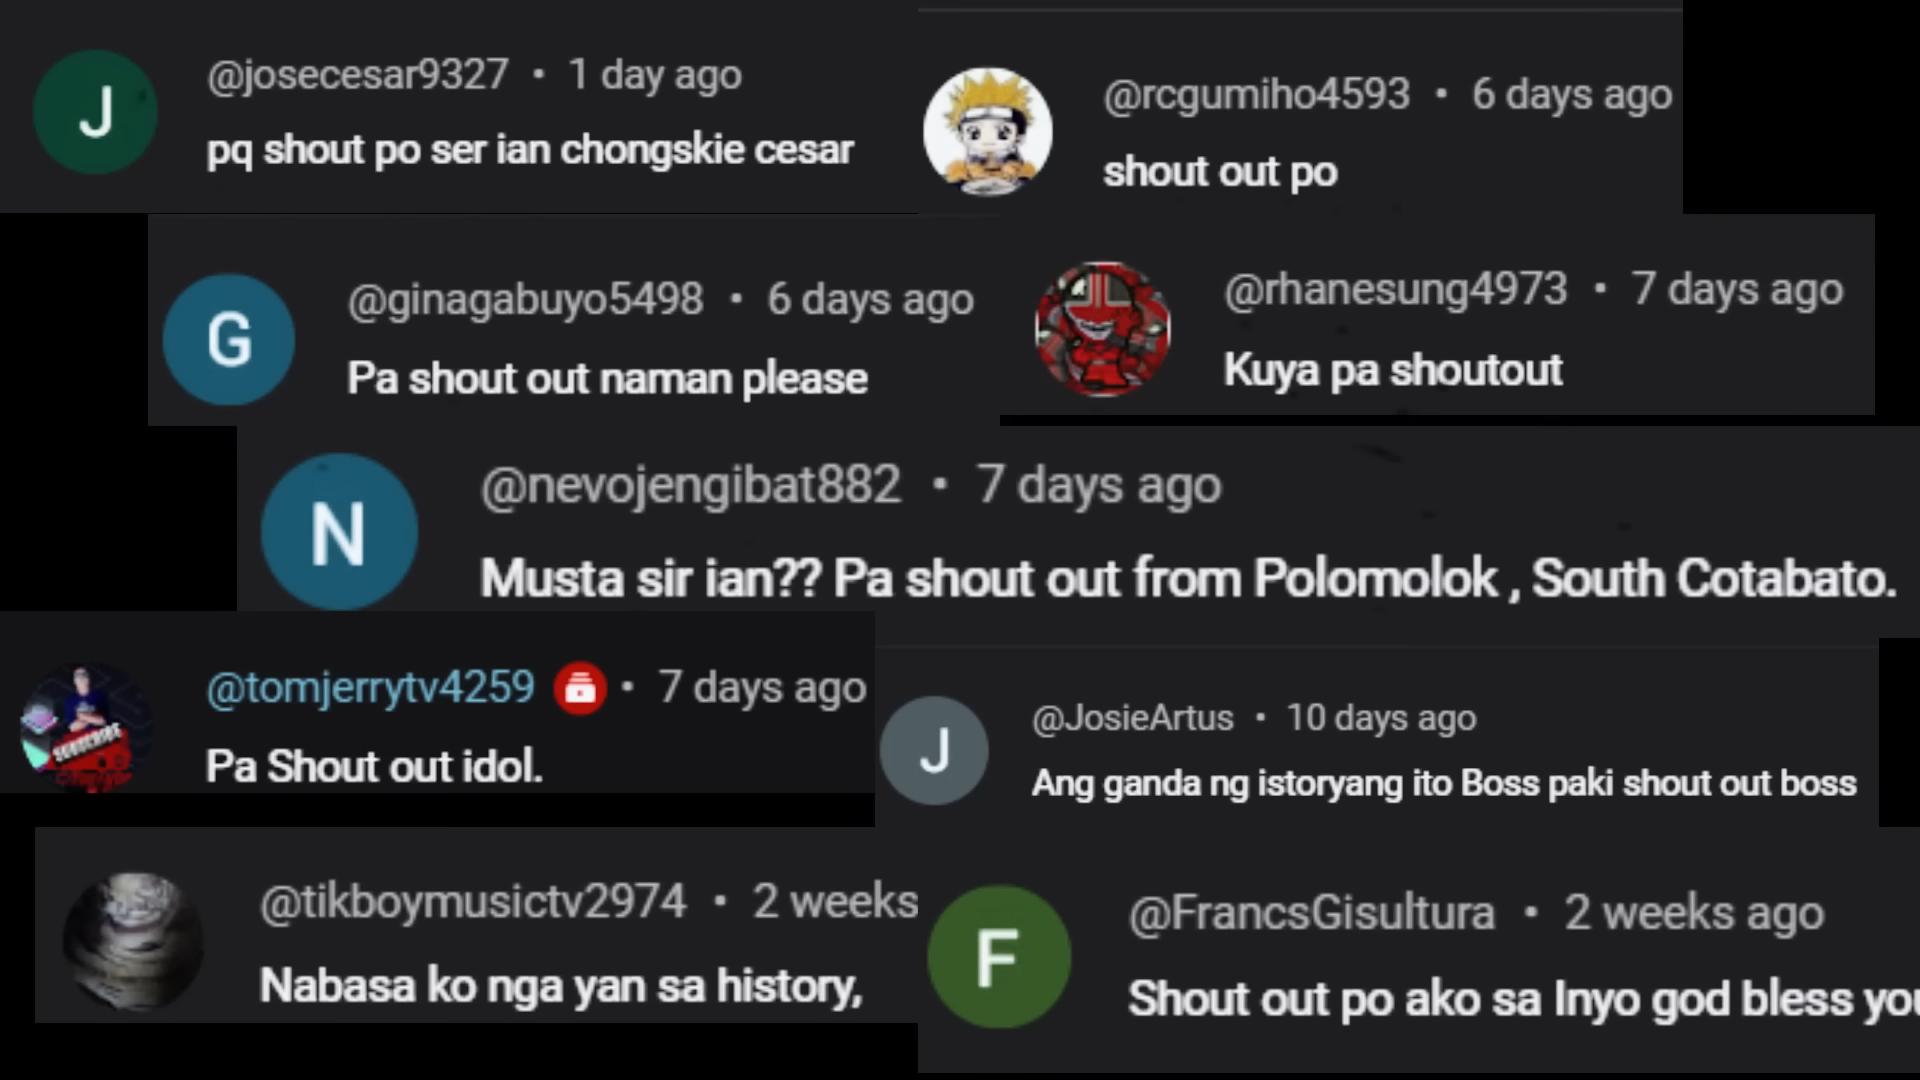 J
@josecesar9327 • 1 day ago
pq shout po ser ian chongskie cesar
@rcgumiho4593 • 6 days ago
shout out po
G
@ginagabuyo5498 • 6 days ago
Pa shout out naman please
@rhanesung4973 • 7 days ago
Kuya pa shoutout
N
@nevojengibat882 • 7 days ago
Musta sir ian?? Pa shout out from Polomolok , South Cotabato.
SUBSCRIBE
@tomjerrytv4259 • 7 days ago
Pa Shout out idol.
J
@JosieArtus • 10 days ago
Ang ganda ng istoryang ito Boss paki shout out boss
@tikboymusictv2974 • 2 weeks
Nabasa ko nga yan sa history,
F
@FrancsGisultura • 2 weeks ago
Shout out po ako sa Inyo god bless you